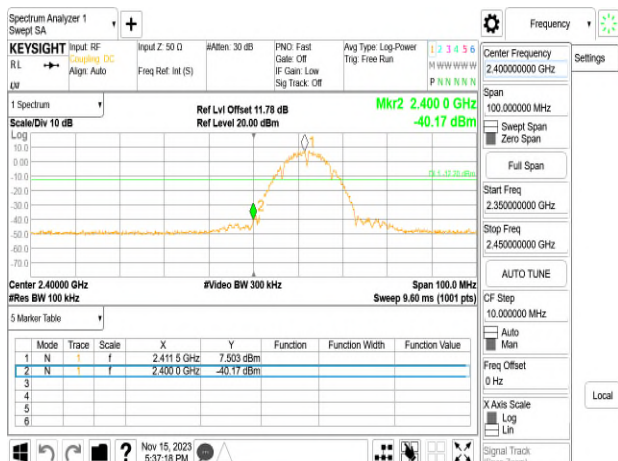 Spectrum Analyzer 1
Swept SA
+
Frequency
KEYSIGHT
RL
Input: RF
Coupling: DC
Align: Auto
Input Z: 50 Ω
Freq Ref: Int (S)
#Atten: 30 dB
PNO: Fast
Gate: Off
IF Gain: Low
Sig Track: Off
Avg Type: Log-Power
Trig: Free Run
1 2 3 4 5 6
M W W W W W
P N N N N N
Center Frequency
2.400000000 GHz
Settings
1 Spectrum
Scale/Div 10 dB
Ref Lvl Offset 11.78 dB
Ref Level 20.00 dBm
Mkr2 2.400 0 GHz
-40.17 dBm
Span
100.000000 MHz
Swept Span
Zero Span
Full Span
Start Freq
2.350000000 GHz
Stop Freq
2.450000000 GHz
AUTO TUNE
CF Step
10.000000 MHz
Auto
Man
Freq Offset
0 Hz
X Axis Scale
Log
Lin
Signal Track
Local
Log
10.0
0.00
-10.0
-20.0
-30.0
-40.0
-50.0
-60.0
-70.0
1
2
Center 2.40000 GHz
#Res BW 100 kHz
#Video BW 300 kHz
Span 100.0 MHz
Sweep 9.60 ms (1001 pts)
5 Marker Table
Mode Trace Scale X Y Function Function Width Function Value
1 N 1 f 2.411 5 GHz 7.503 dBm
2 N 1 f 2.400 0 GHz -40.17 dBm
3
4
5
6
?
Nov 15, 2023
5:37:18 PM